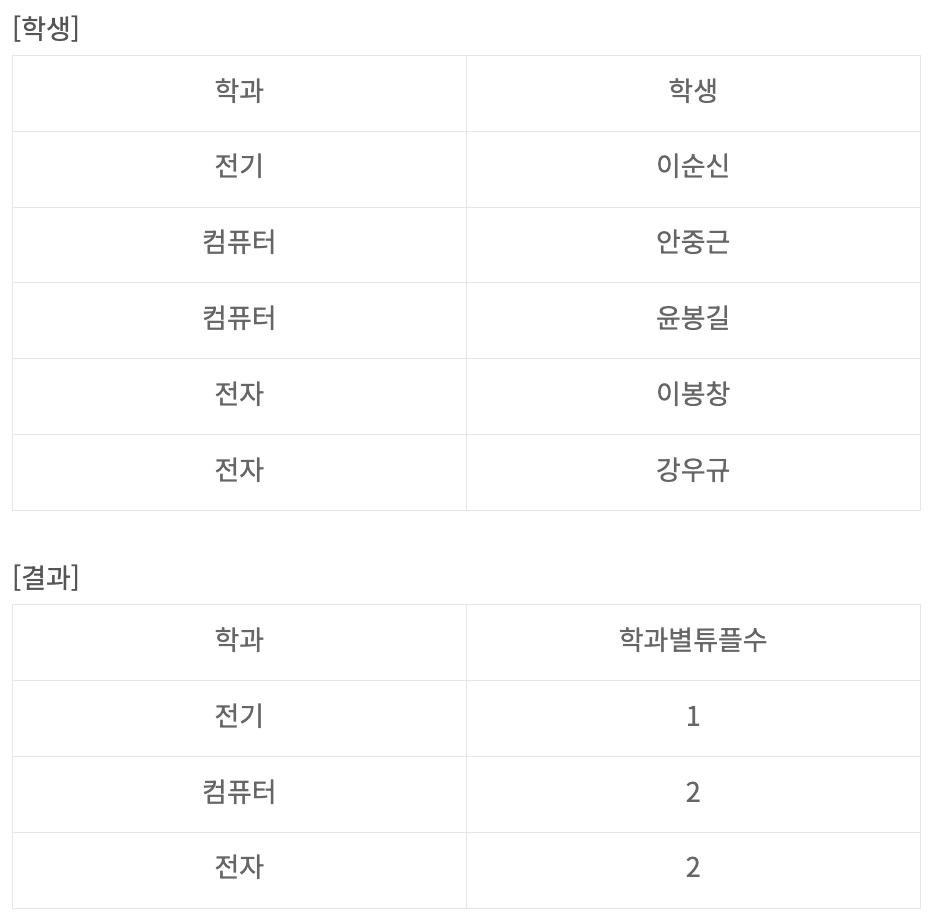 [학생]
학과 학생
전기 이순신
컴퓨터 안중근
컴퓨터 윤봉길
전자 이봉창
전자 강우규
[결과]
학과 학과별튜플수
전기 1
컴퓨터 2
전자 2